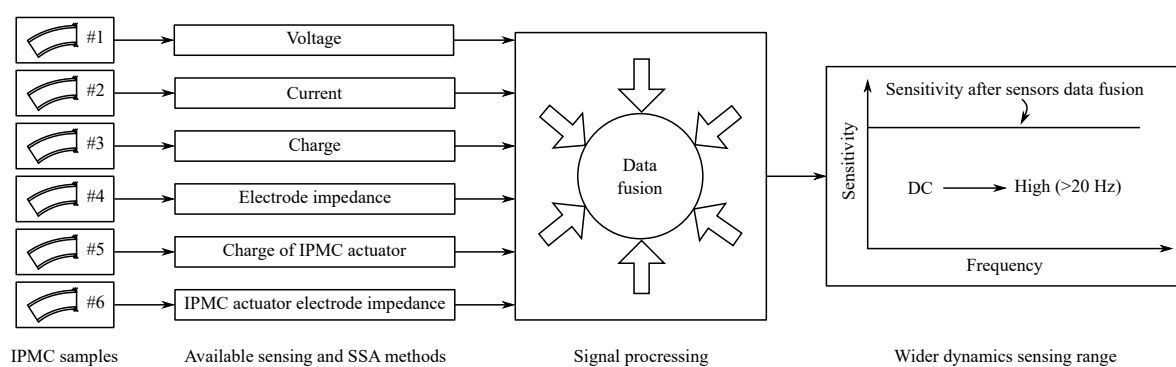 #1
Voltage
#2
Current
#3
Charge
#4
Electrode impedance
#5
Charge of IPMC actuator
#6
IPMC actuator electrode impedance
Data
fusion
Sensitivity after sensors data fusion
Sensitivity
DC
High (>20 Hz)
Frequency
IPMC samples
Available sensing and SSA methods
Signal procressing
Wider dynamics sensing range